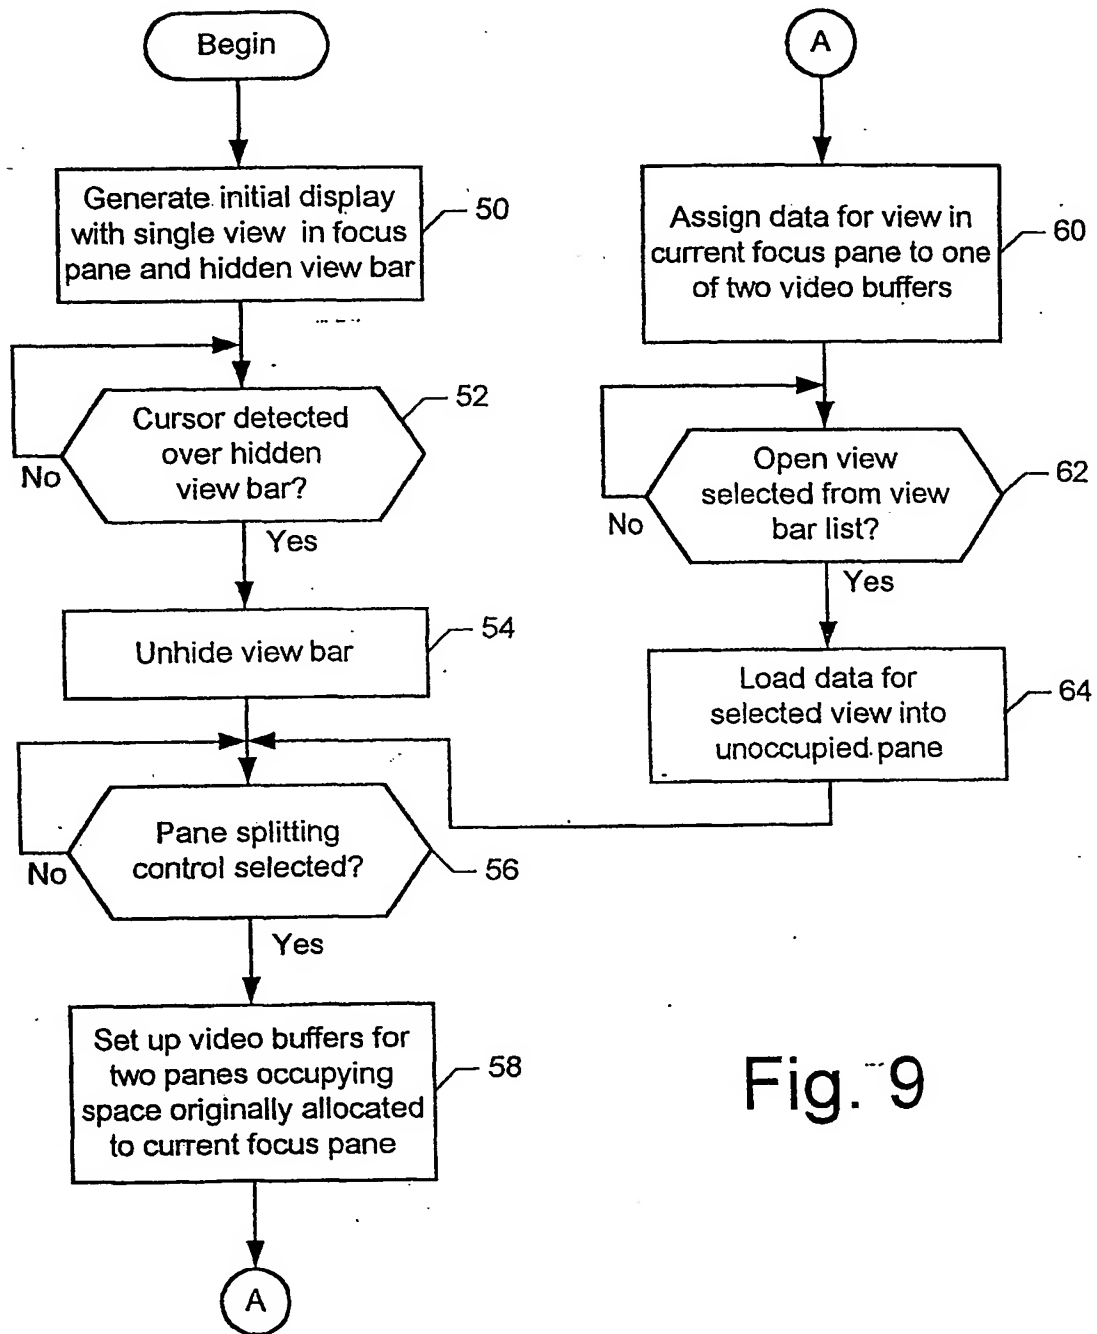 Begin
Generate initial display
with single view in focus
pane and hidden view bar
50
Cursor detected
over hidden
view bar?
52
No
Yes
Unhide view bar
54
Pane splitting
control selected?
56
No
Yes
Set up video buffers for
two panes occupying
space originally allocated
to current focus pane
58
A
A
Assign data for view in
current focus pane to one
of two video buffers
60
Open view
selected from view
bar list?
62
No
Yes
Load data for
selected view into
unoccupied pane
64
Fig. 9